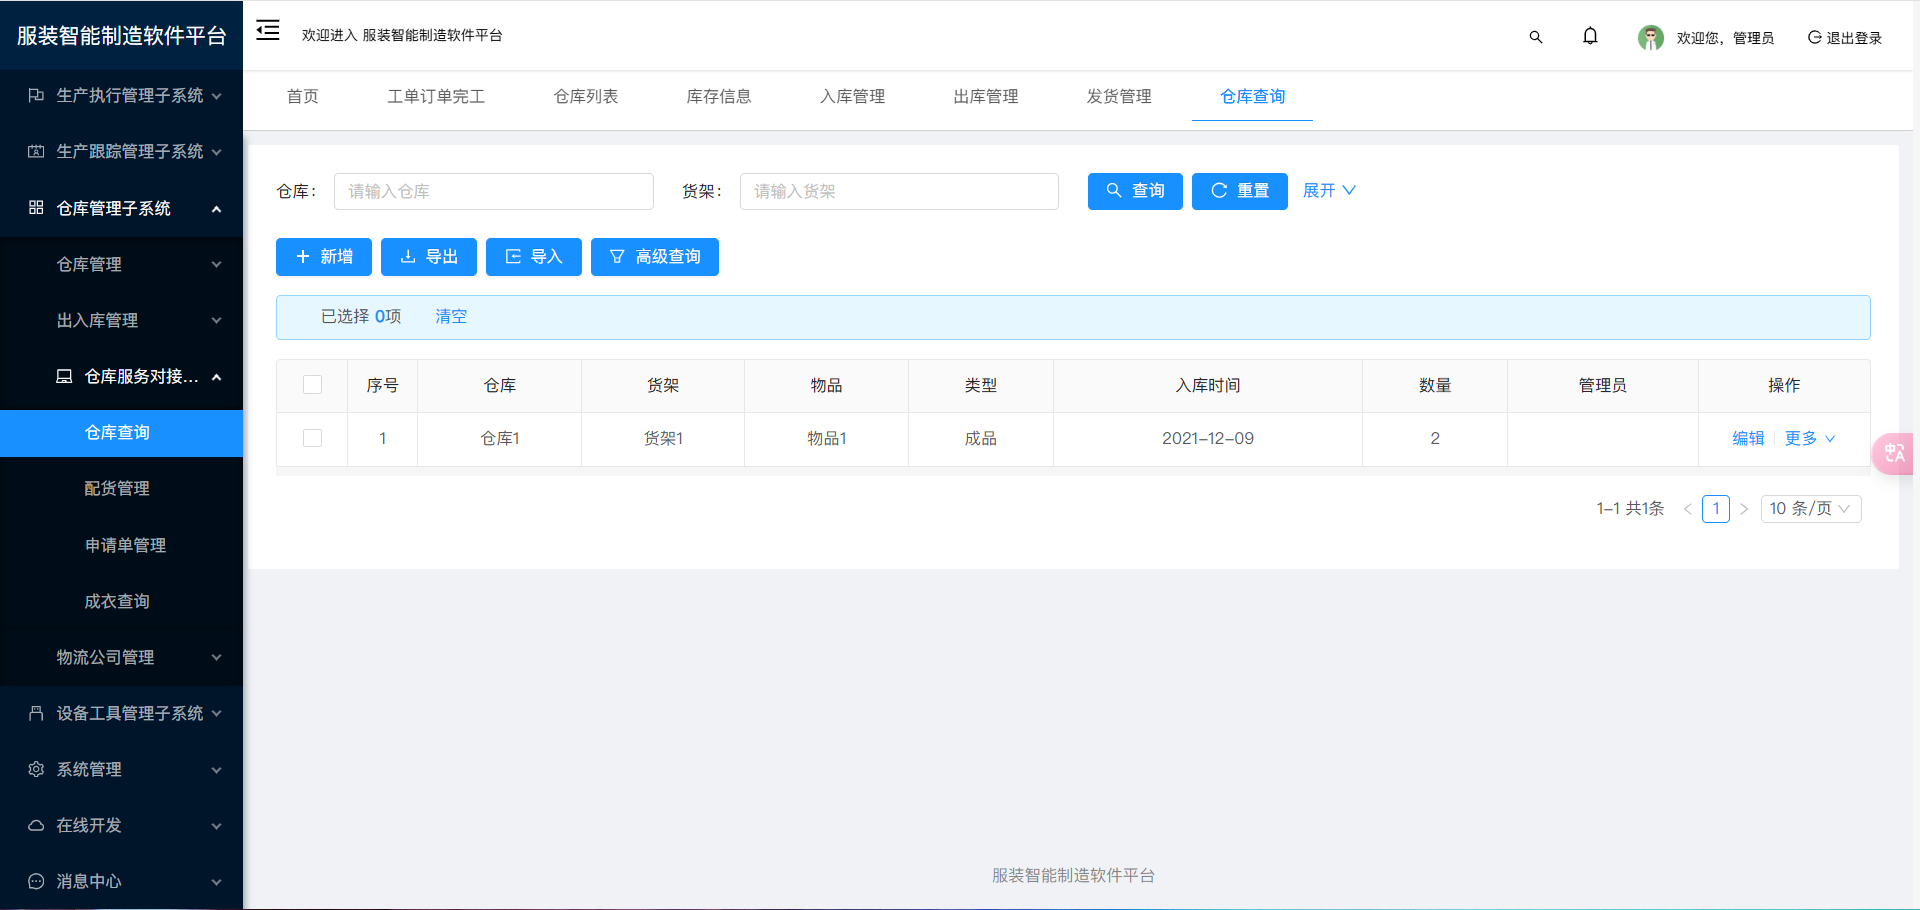 服装智能制造软件平台
欢迎进入 服装智能制造软件平台
欢迎您，管理员
退出登录
生产执行管理子系统
生产跟踪管理子系统
仓库管理子系统
仓库管理
出入库管理
仓库服务对接...
仓库查询
配货管理
申请单管理
成衣查询
物流公司管理
设备工具管理子系统
系统管理
在线开发
消息中心
首页 工单订单完工 仓库列表 库存信息 入库管理 出库管理 发货管理 仓库查询
仓库： 请输入仓库 货架： 请输入货架 查询 重置 展开
新增 导出 导入 高级查询
已选择 0项 清空
序号 仓库 货架 物品 类型 入库时间 数量 管理员 操作
1 仓库1 货架1 物品1 成品 2021-12-09 2 编辑 更多
1-1 共1条 1 10 条/页
中A
服装智能制造软件平台